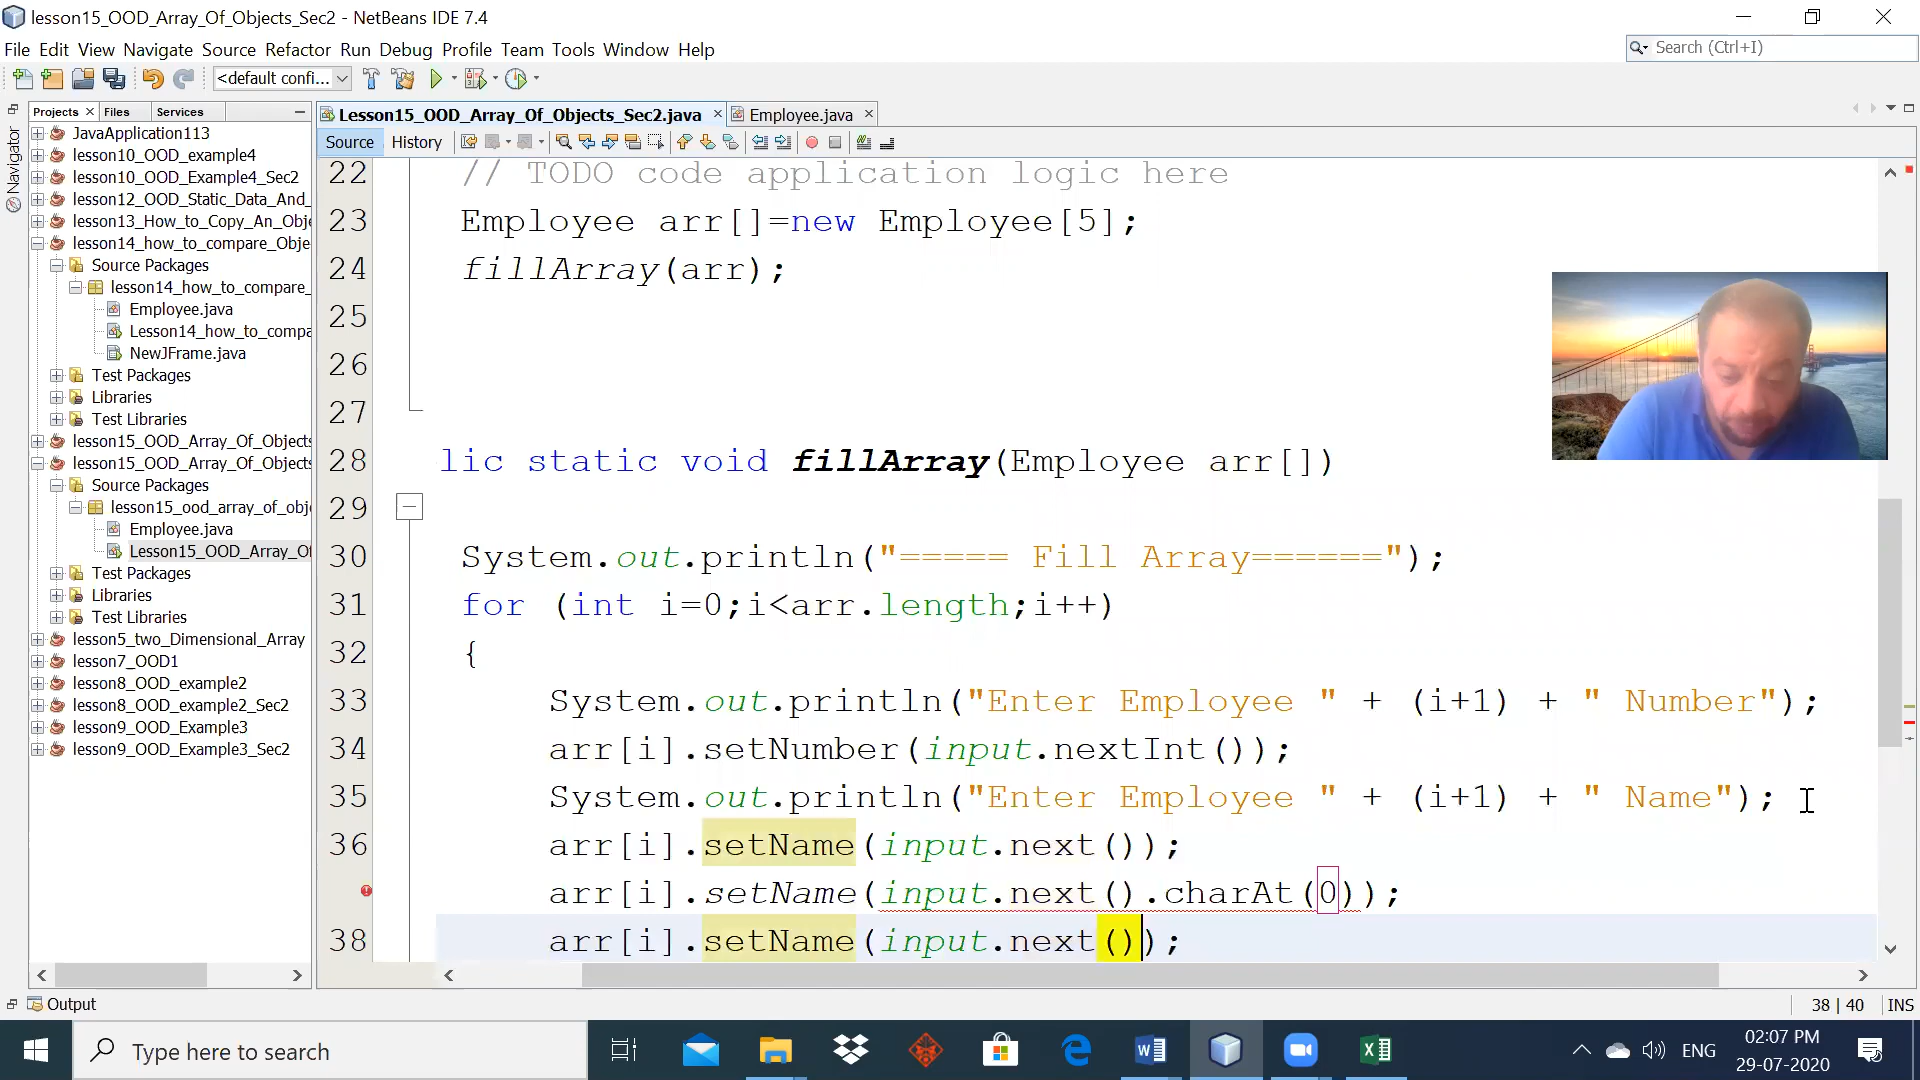 lesson15_OOD_Array_Of_Objects_Sec2 - NetBeans IDE 7.4
File Edit View Navigate Source Refactor Run Debug Profile Team Tools Window Help
Search (Ctrl+I)
<default confi...
Projects Files Services
Lesson15_OOD_Array_Of_Objects_Sec2.java Employee.java
Source History
Navigator
JavaApplication113
lesson10_OOD_example4
lesson10_OOD_Example4_Sec2
lesson12_OOD_Static_Data_And_
lesson13_How_to_Copy_An_Obje
lesson14_how_to_compare_Obje
Source Packages
lesson14_how_to_compare_
Employee.java
Lesson14_how_to_compa
NewJFrame.java
Test Packages
Libraries
Test Libraries
lesson15_OOD_Array_Of_Objects
lesson15_OOD_Array_Of_Objects
Source Packages
lesson15_ood_array_of_obj
Employee.java
Lesson15_OOD_Array_Of
Test Packages
Libraries
Test Libraries
lesson5_two_Dimensional_Array
lesson7_OOD1
lesson8_OOD_example2
lesson8_OOD_example2_Sec2
lesson9_OOD_Example3
lesson9_OOD_Example3_Sec2
22 // TODO code application logic here
23 Employee arr[]=new Employee[5];
24 fillArray(arr);
25
26
27
28 lic static void fillArray(Employee arr[])
29
30 System.out.println("===== Fill Array======");
31 for (int i=0;i<arr.length;i++)
32 {
33 System.out.println("Enter Employee " + (i+1) + " Number");
34 arr[i].setNumber(input.nextInt());
35 System.out.println("Enter Employee " + (i+1) + " Name");
36 arr[i].setName(input.next());
arr[i].setName(input.next().charAt(0));
38 arr[i].setName(input.next());
Output
38 | 40 INS
Type here to search
ENG
02:07 PM
29-07-2020